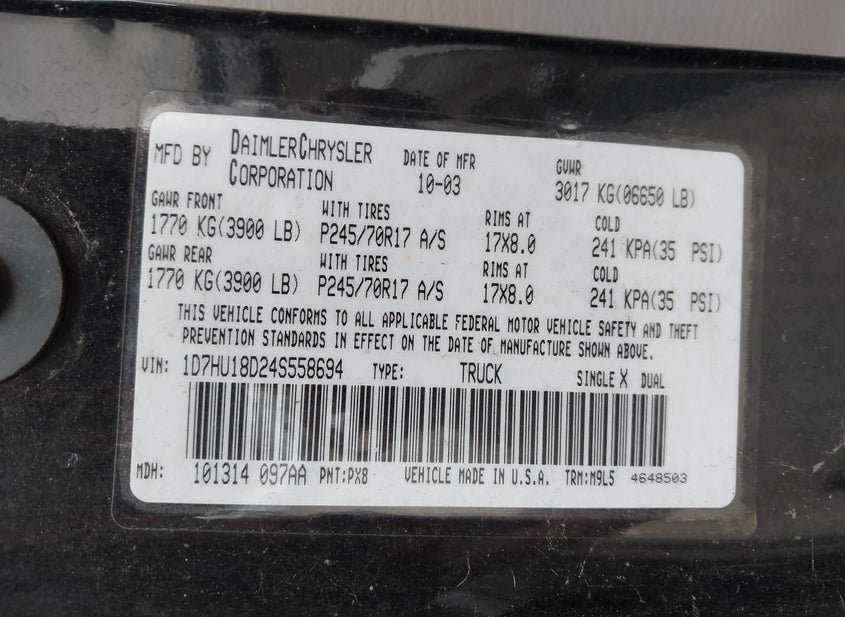 MFD BY DAIMLERCHRYSLER CORPORATION DATE OF MFR 10-03 GVWR 3017 KG(06650 LB)
GAWR FRONT WITH TIRES RIMS AT COLD
1770 KG(3900 LB) P245/70R17 A/S 17X8.0 241 KPA(35 PSI)
GAWR REAR WITH TIRES RIMS AT COLD
1770 KG(3900 LB) P245/70R17 A/S 17X8.0 241 KPA(35 PSI)
THIS VEHICLE CONFORMS TO ALL APPLICABLE FEDERAL MOTOR VEHICLE SAFETY AND THEFT
PREVENTION STANDARDS IN EFFECT ON THE DATE OF MANUFACTURE SHOWN ABOVE.
VIN: 1D7HU18D24S558694 TYPE: TRUCK SINGLE X DUAL
MDH: 101314 097AA PNT:PX8 VEHICLE MADE IN U.S.A. TRM:M9L5 4648503